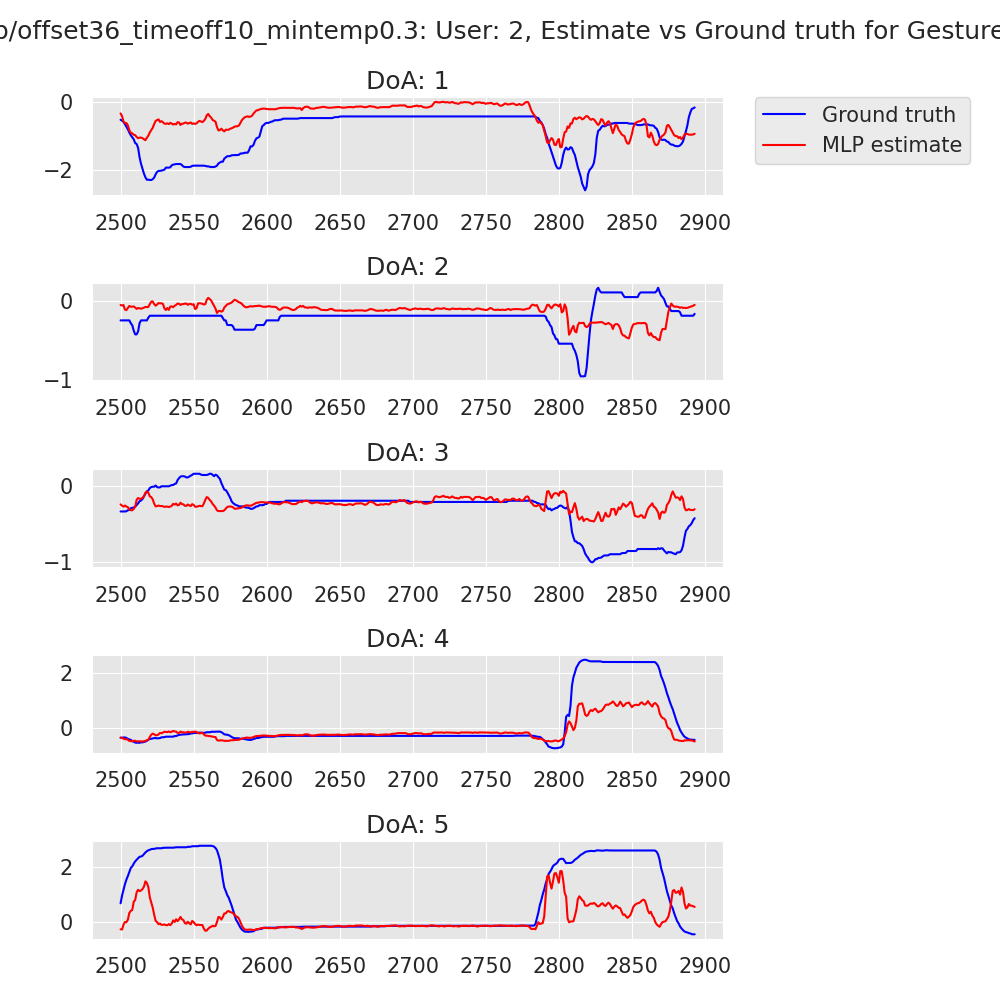 o/offset36_timeoff10_mintemp0.3: User: 2, Estimate vs Ground truth for Gesture
DoA: 1
0
−2
2500 2550 2600 2650 2700 2750 2800 2850 2900
Ground truth
MLP estimate
DoA: 2
0
−1
2500 2550 2600 2650 2700 2750 2800 2850 2900
DoA: 3
0
−1
2500 2550 2600 2650 2700 2750 2800 2850 2900
DoA: 4
2
0
2500 2550 2600 2650 2700 2750 2800 2850 2900
DoA: 5
2
0
2500 2550 2600 2650 2700 2750 2800 2850 2900